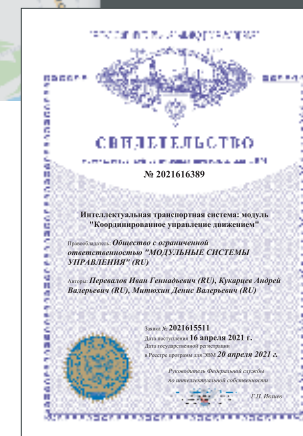 СВИДЕТЕЛЬСТВО
№ 2021616389
Интеллектуальная транспортная система: модуль
"Координированное управление движением"
Правообладатель: Общество с ограниченной
ответственностью "МОДУЛЬНЫЕ СИСТЕМЫ
УПРАВЛЕНИЯ" (RU)
Авторы: Перевалов Иван Геннадьевич (RU), Кукарцев Андрей
Валерьевич (RU), Митюхин Денис Валерьевич (RU)
Заявка № 2021615511
Дата поступления 16 апреля 2021 г.
Дата государственной регистрации
в Реестре программ для ЭВМ 20 апреля 2021 г.
Руководитель Федеральной службы
по интеллектуальной собственности
Г.П. Ивлиев